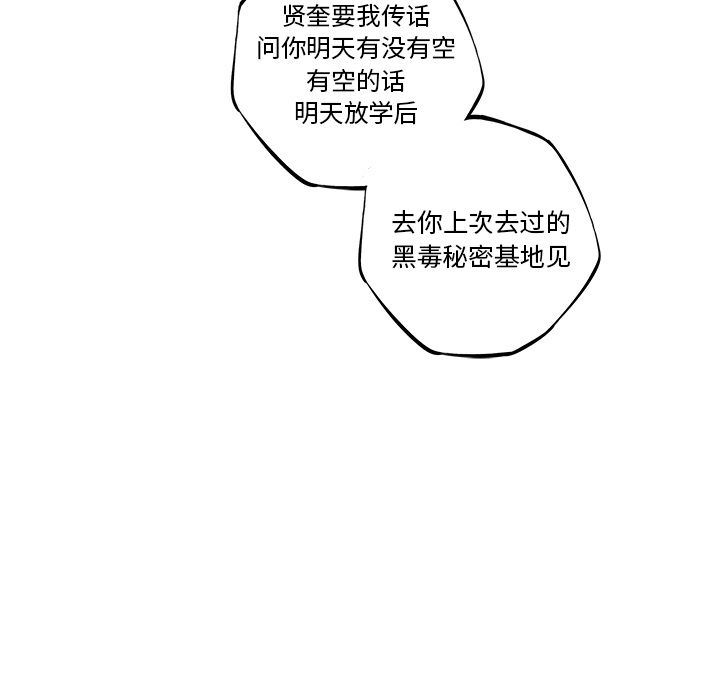 贤奎要我传话
问你明天有没有空
有空的话
明天放学后
去你上次去过的
黑毒秘密基地见